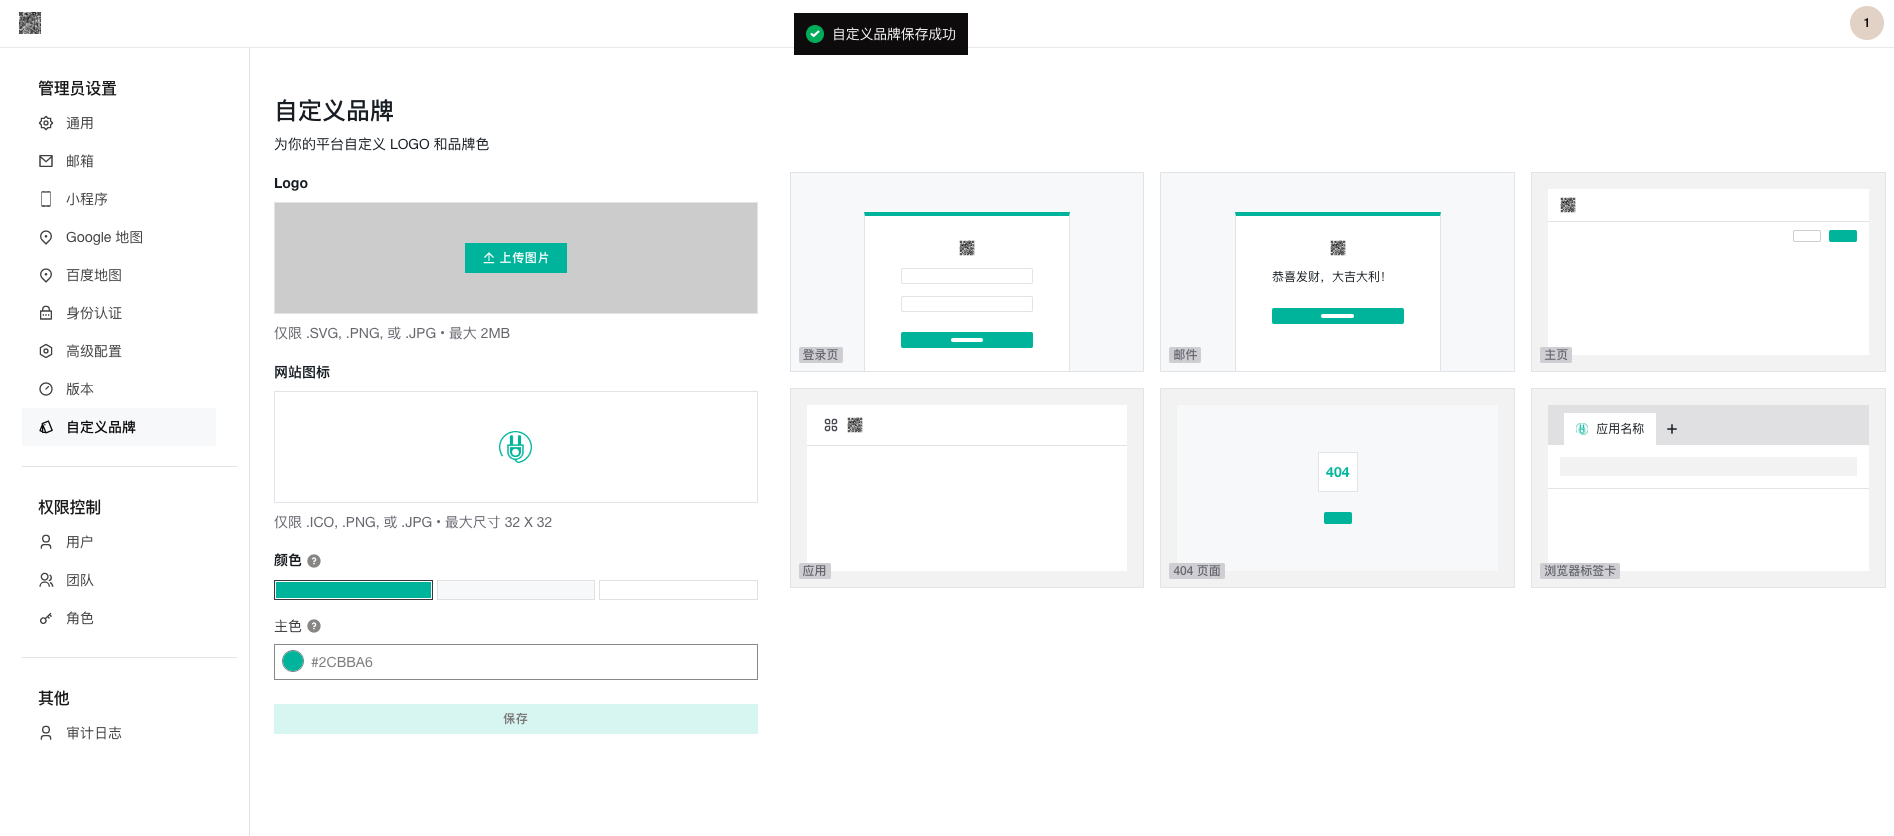 自定义品牌保存成功
1
管理员设置
通用
邮箱
小程序
Google 地图
百度地图
身份认证
高级配置
版本
自定义品牌
权限控制
用户
团队
角色
其他
审计日志
自定义品牌
为你的平台自定义 LOGO 和品牌色
Logo
上传图片
仅限 .SVG, .PNG, 或 .JPG • 最大 2MB
网站图标
仅限 .ICO, .PNG, 或 .JPG • 最大尺寸 32 X 32
颜色 ?
主色 ?
#2CBBA6
保存
登录页
恭喜发财，大吉大利！
邮件
主页
应用
404
404 页面
应用名称 +
浏览器标签卡